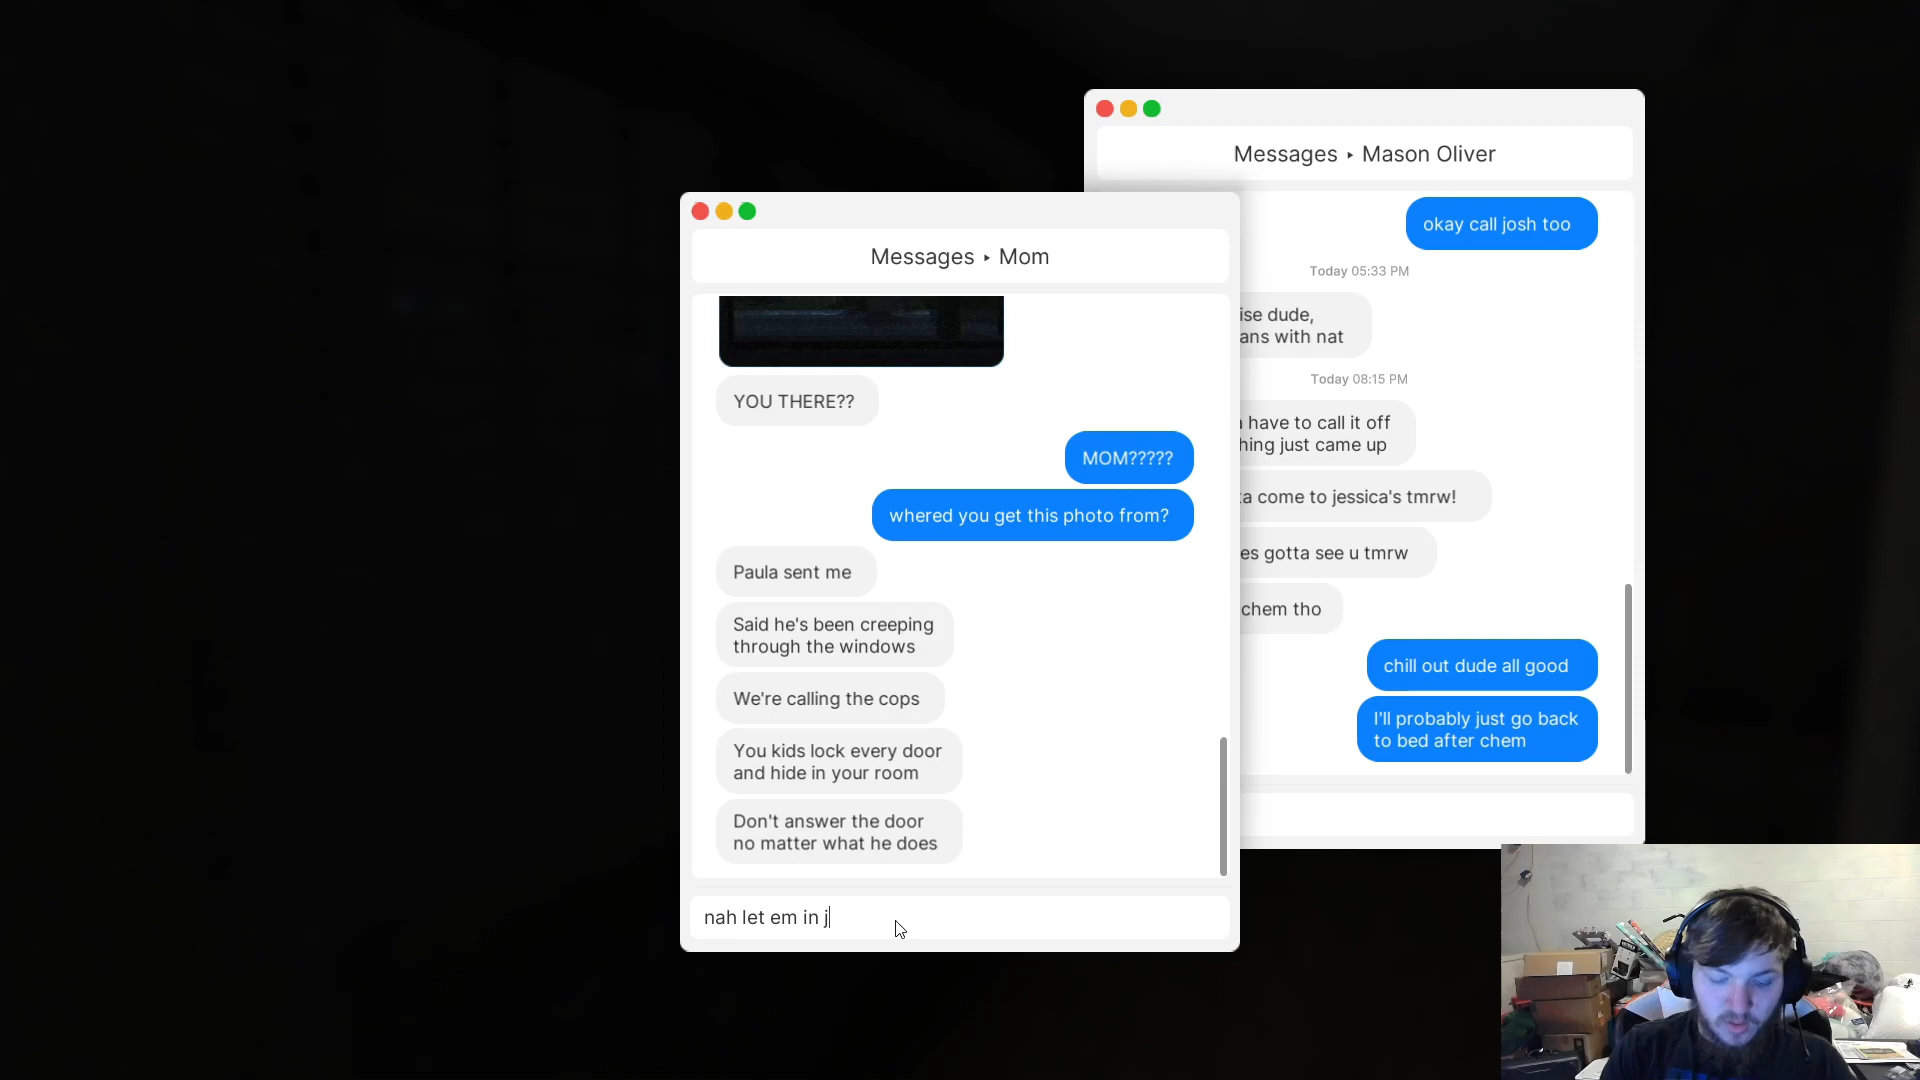 Messages ‣ Mason Oliver
okay call josh too
Today 05:33 PM
dude,
with nat
Today 08:15 PM
have to call it off
just came up
come to jessica's tmrw!
gotta see u tmrw
chem tho
chill out dude all good
I'll probably just go back
to bed after chem
Messages ‣ Mom
YOU THERE??
MOM?????
whered you get this photo from?
Paula sent me
Said he's been creeping
through the windows
We're calling the cops
You kids lock every door
and hide in your room
Don't answer the door
no matter what he does
nah let em in j